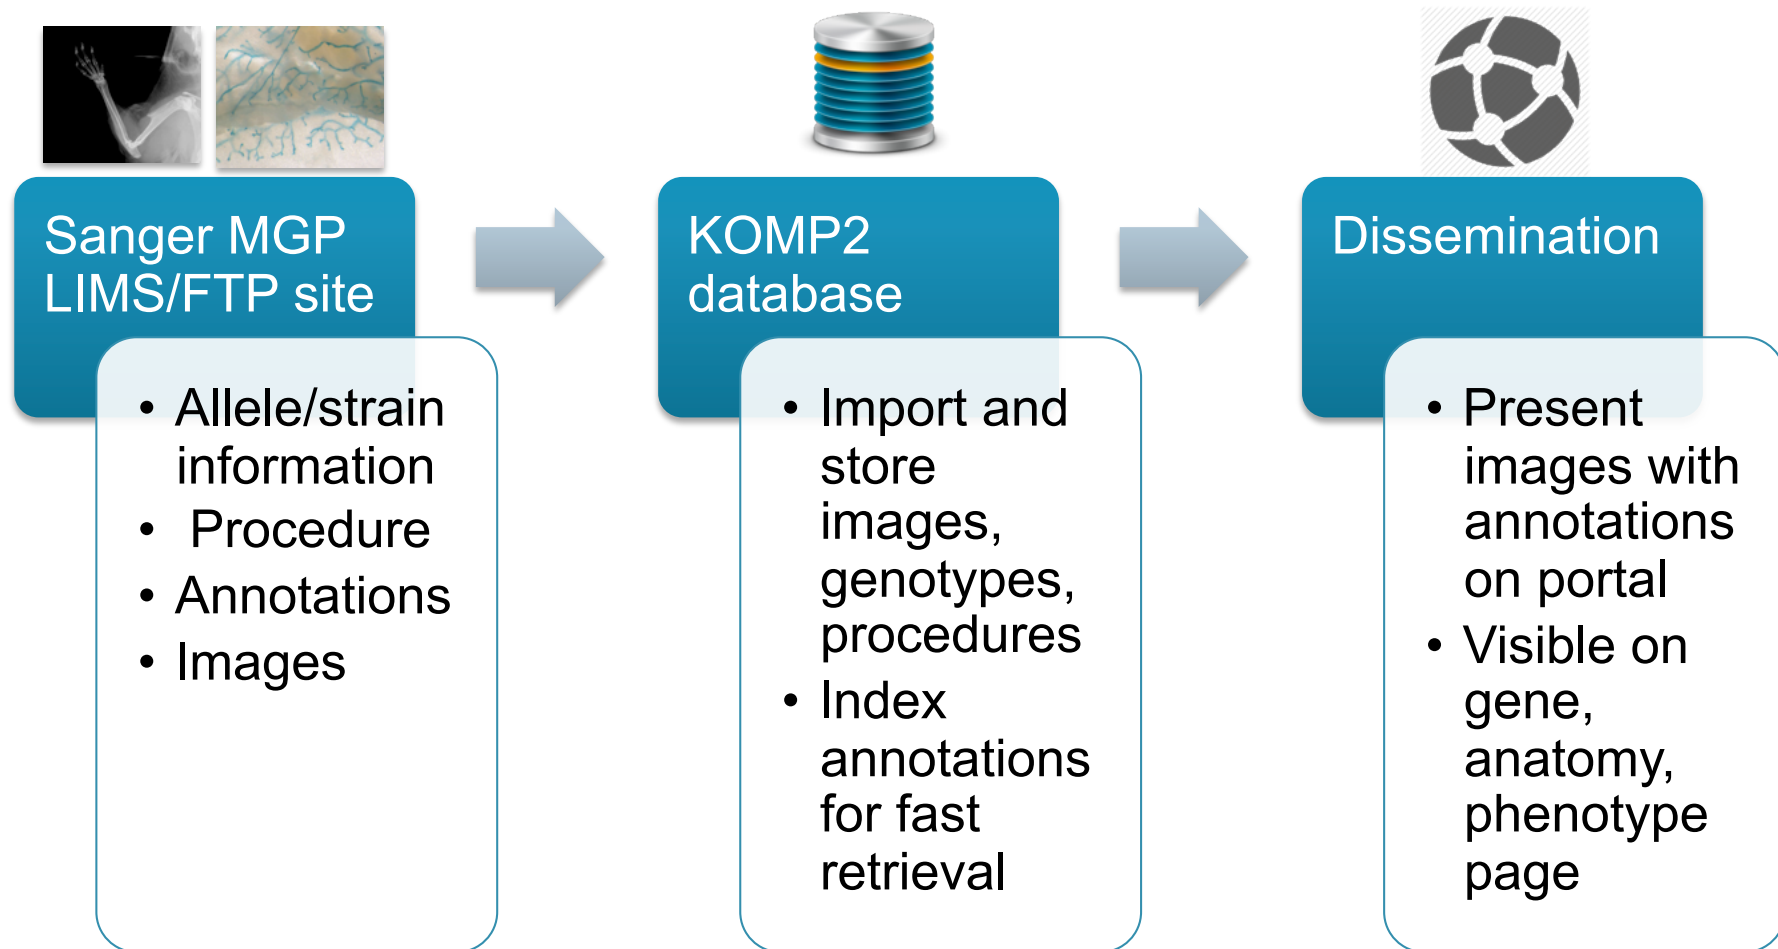 Sanger MGP
LIMS/FTP site
• Allele/strain
information
• Procedure
• Annotations
• Images
KOMP2
database
• Import and
store
images,
genotypes,
procedures
• Index
annotations
for fast
retrieval
Dissemination
• Present
images with
annotations
on portal
• Visible on
gene,
anatomy,
phenotype
page